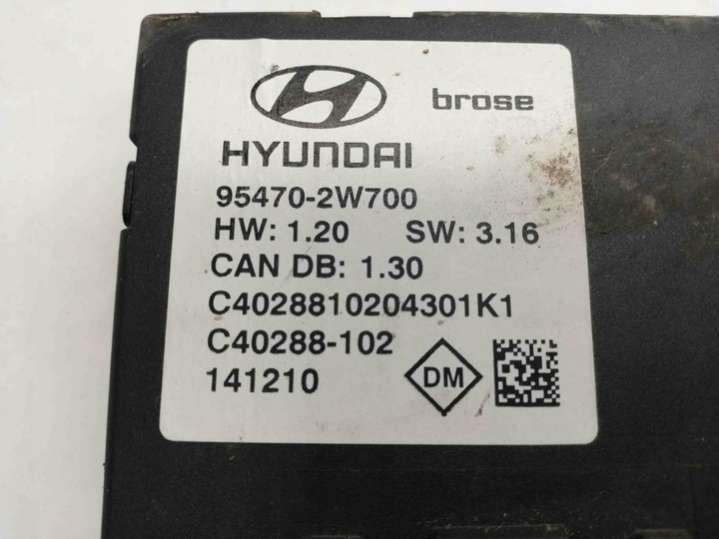 brose
HYUNDAI
95470-2W700
HW: 1.20 SW: 3.16
CAN DB: 1.30
C4028810204301K1
C40288-102
141210 DM